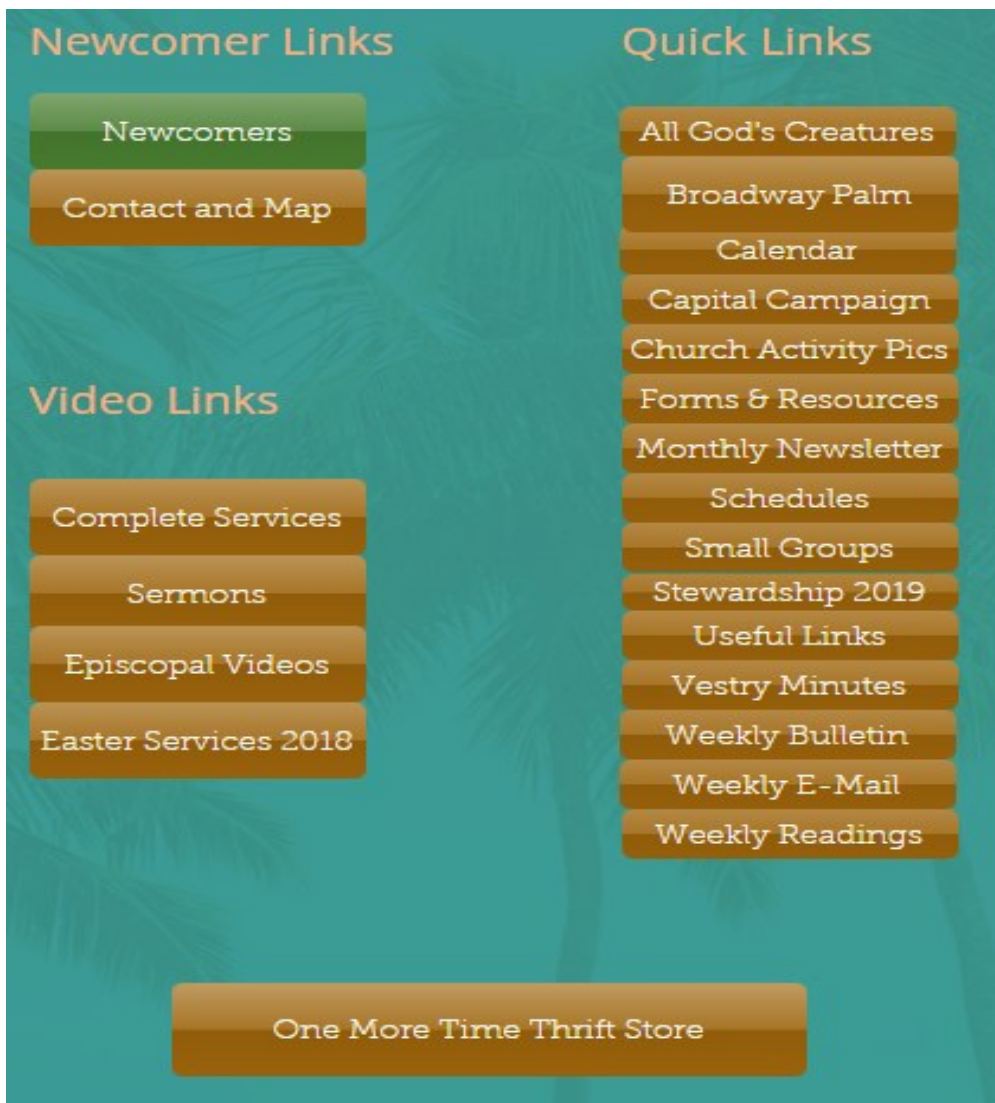 Newcomer Links
Newcomers
Contact and Map
Video Links
Complete Services
Sermons
Episcopal Videos
Easter Services 2018
Quick Links
All God's Creatures
Broadway Palm
Calendar
Capital Campaign
Church Activity Pics
Forms & Resources
Monthly Newsletter
Schedules
Small Groups
Stewardship 2019
Useful Links
Vestry Minutes
Weekly Bulletin
Weekly E-Mail
Weekly Readings
One More Time Thrift Store